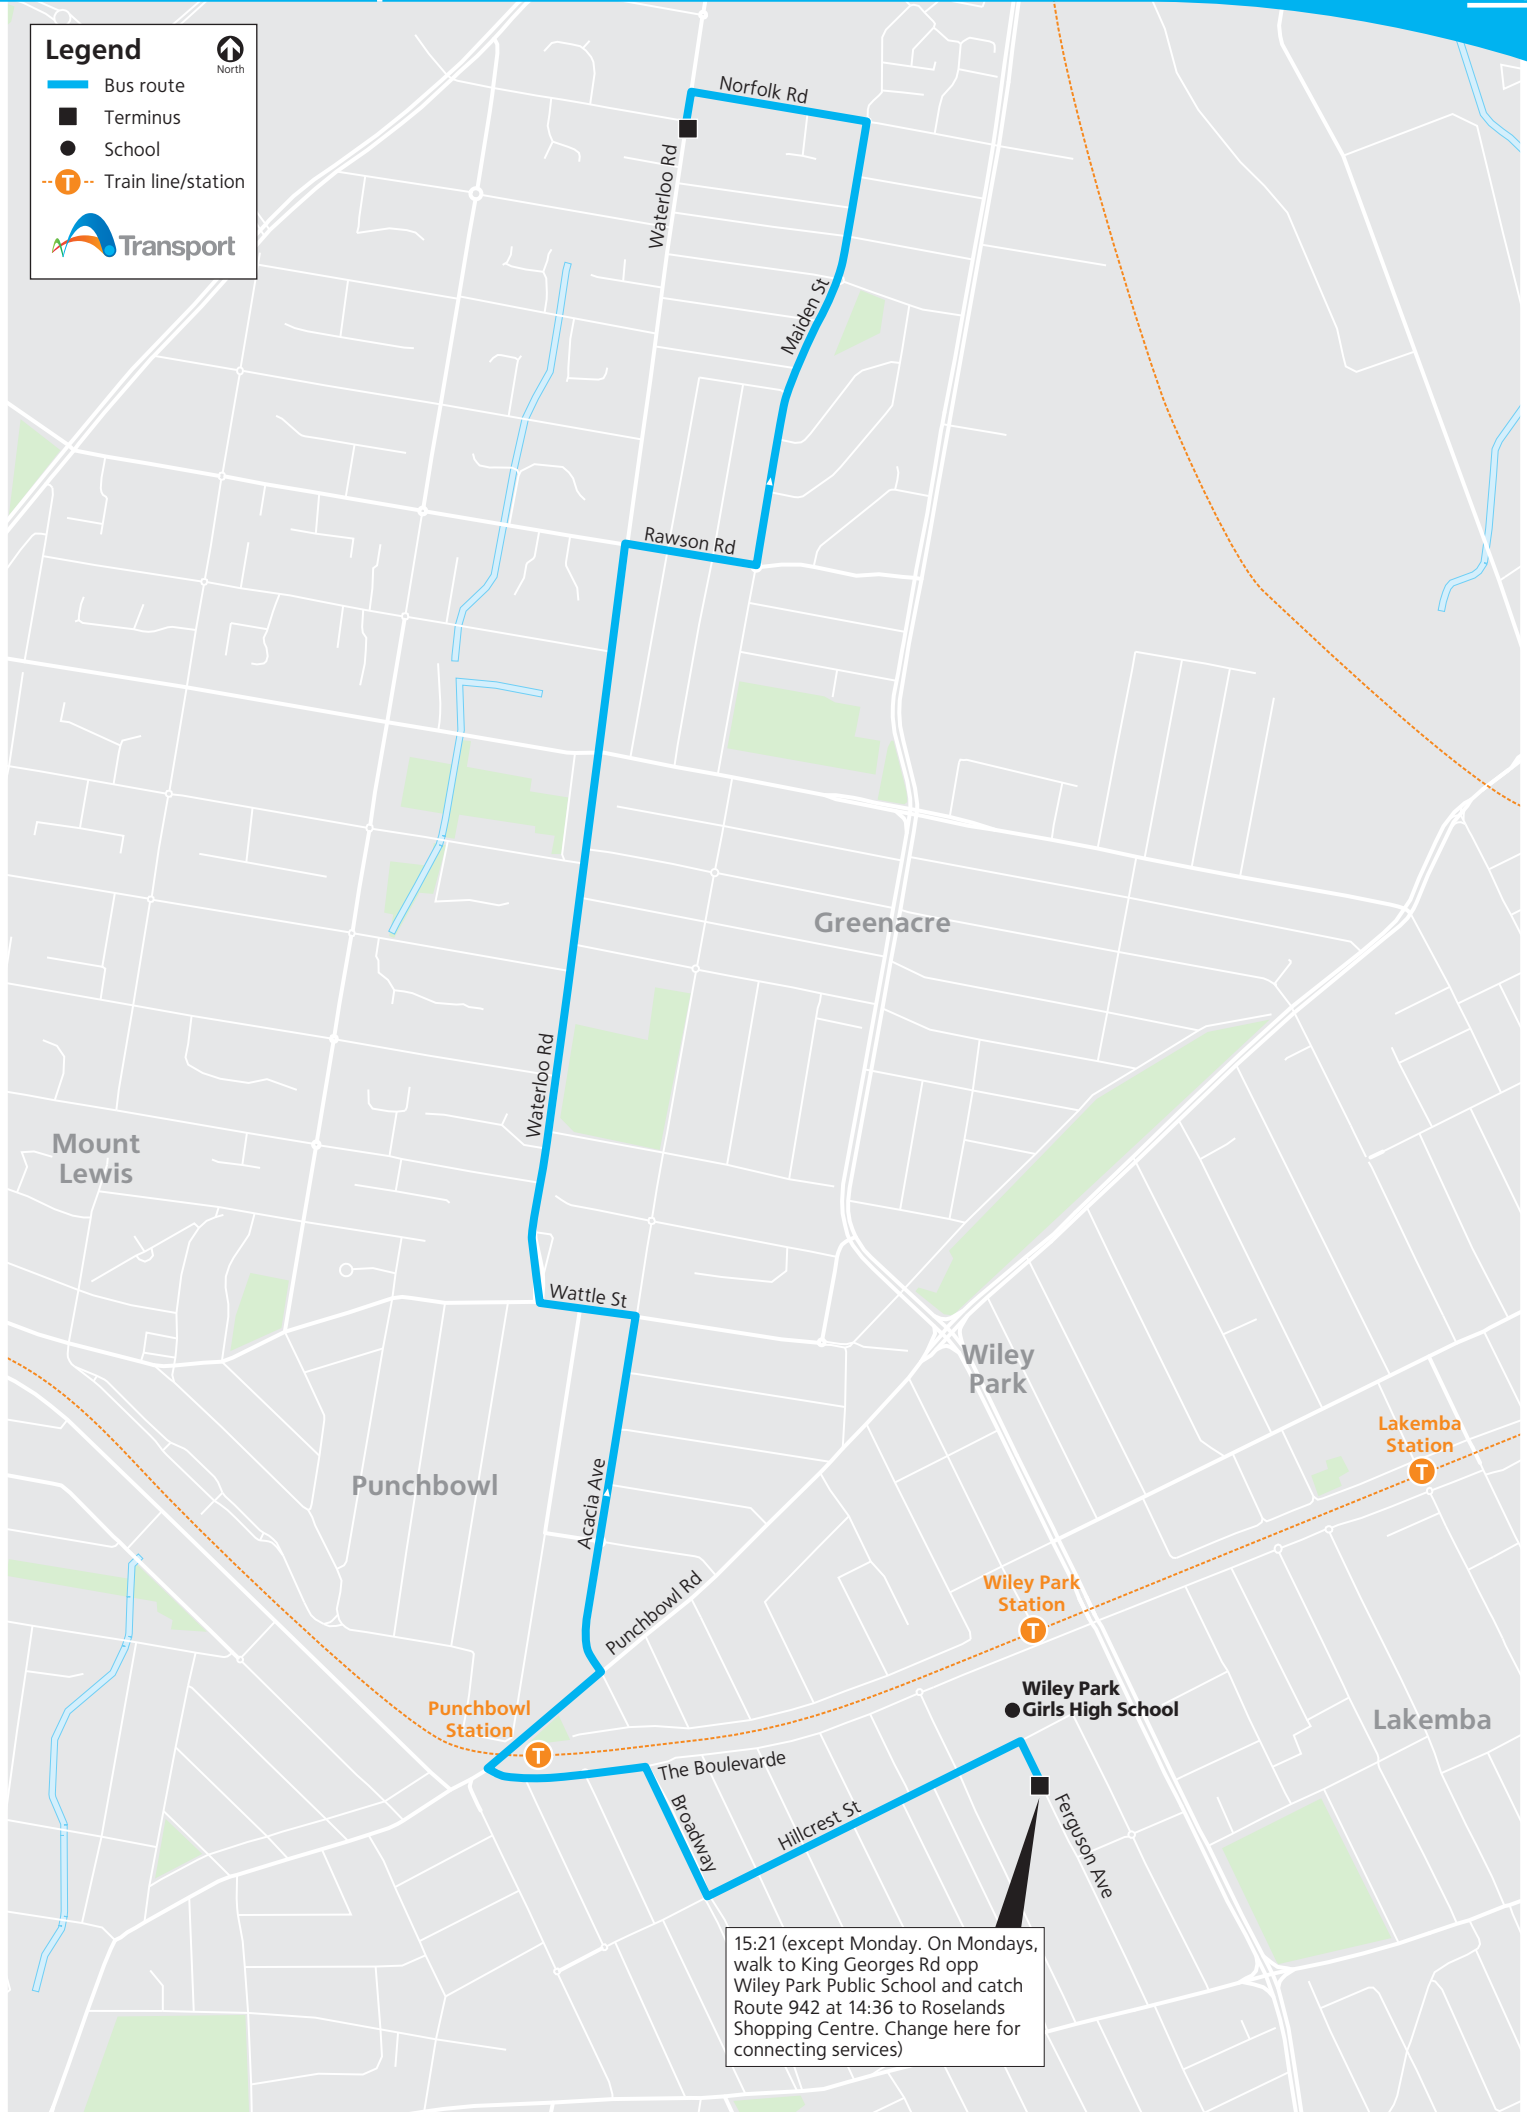 Legend
North
Bus route
Terminus
School
T
Train line/station
Transport
Norfolk Rd
Waterloo Rd
Maiden St
Rawson Rd
Greenacre
Waterloo Rd
Mount
Lewis
Wattle St
Wiley
Park
Lakemba
Station
T
Punchbowl
Acacia Ave
Punchbowl Rd
Wiley Park
Station
T
Wiley Park
Girls High School
Punchbowl
Station
T
Lakemba
The Boulevarde
Broadway
Hillcrest St
Ferguson Ave
15:21 (except Monday. On Mondays,
walk to King Georges Rd opp
Wiley Park Public School and catch
Route 942 at 14:36 to Roselands
Shopping Centre. Change here for
connecting services)